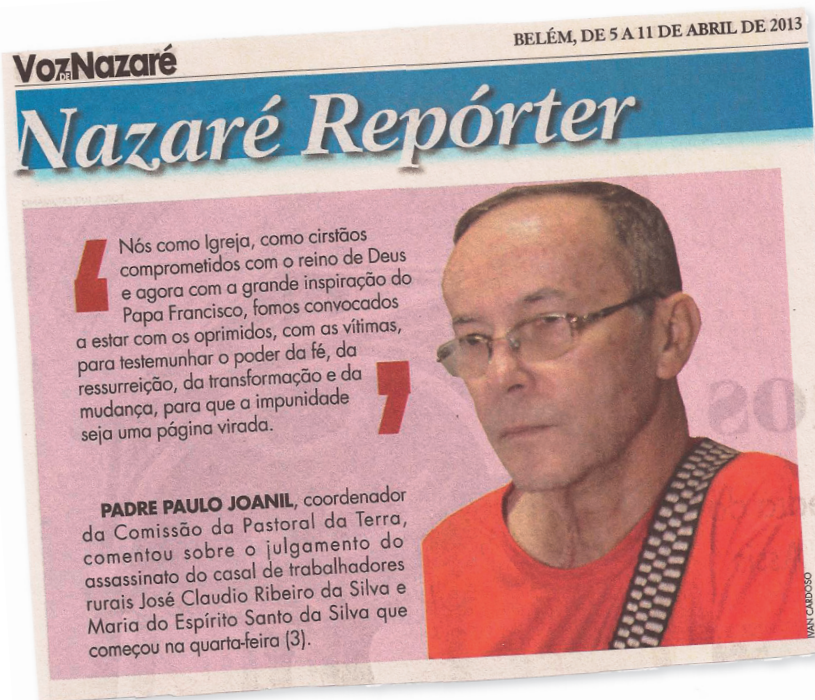 Voz DE Nazaré
BELÉM, DE 5 A 11 DE ABRIL DE 2013
Nazaré Repórter
‘ Nós como Igreja, como cirstãos
comprometidos com o reino de Deus
e agora com a grande inspiração do
Papa Francisco, fomos convocados
a estar com os oprimidos, com as vítimas,
para testemunhar o poder da fé, da
ressurreição, da transformação e da
mudança, para que a impunidade
seja uma página virada. ’
PADRE PAULO JOANIL, coordenador
da Comissão da Pastoral da Terra,
comentou sobre o julgamento do
assassinato do casal de trabalhadores
rurais José Claudio Ribeiro da Silva e
Maria do Espírito Santo da Silva que
começou na quarta-feira (3).
IVAN CARDOSO